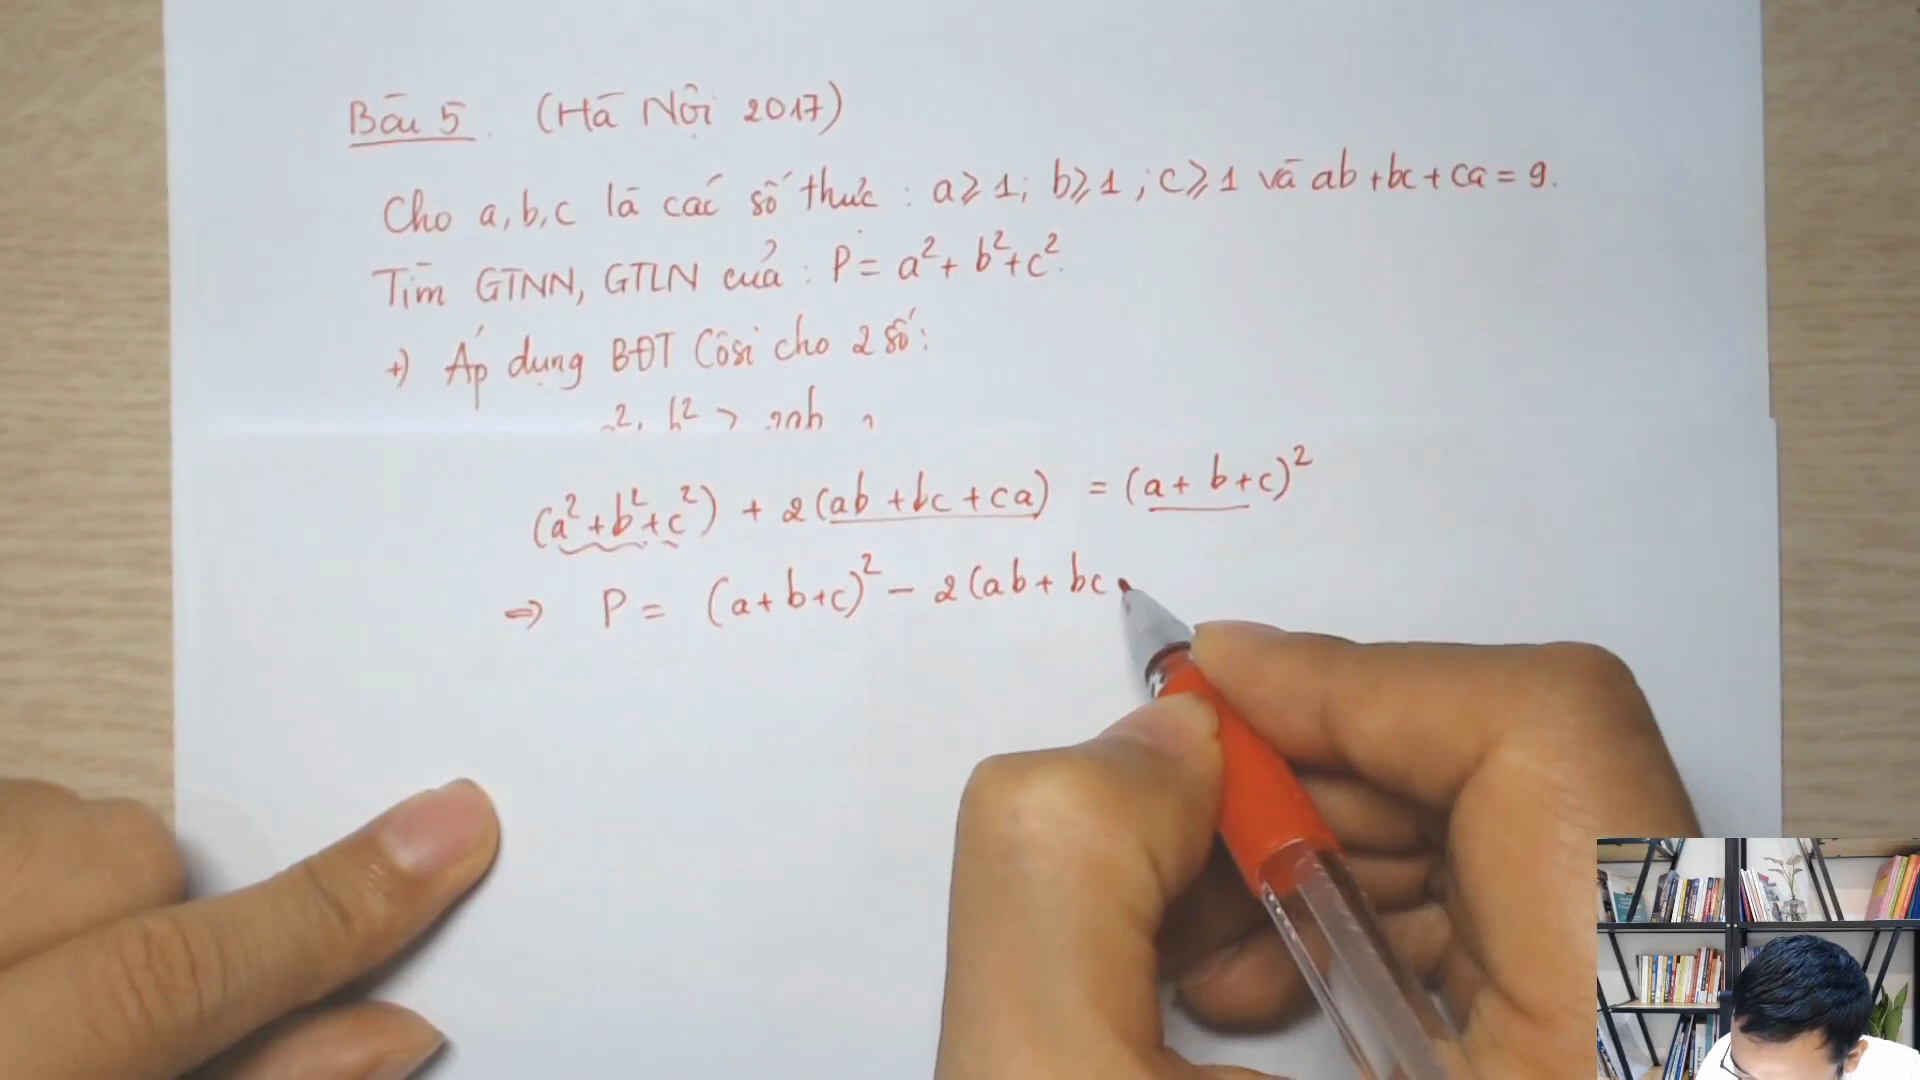 Bài 5. (Hà Nội 2017)
Cho a, b, c là các số thực : a ⩾ 1; b ⩾ 1; c ⩾ 1 và ab + bc + ca = 9.
Tìm GTNN, GTLN của : P = a² + b² + c².
+) Áp dụng BĐT Côsi cho 2 số:
(a² + b² + c²) + 2(ab + bc + ca) = (a + b + c)²
⇒ P = (a + b + c)² − 2(ab + bc